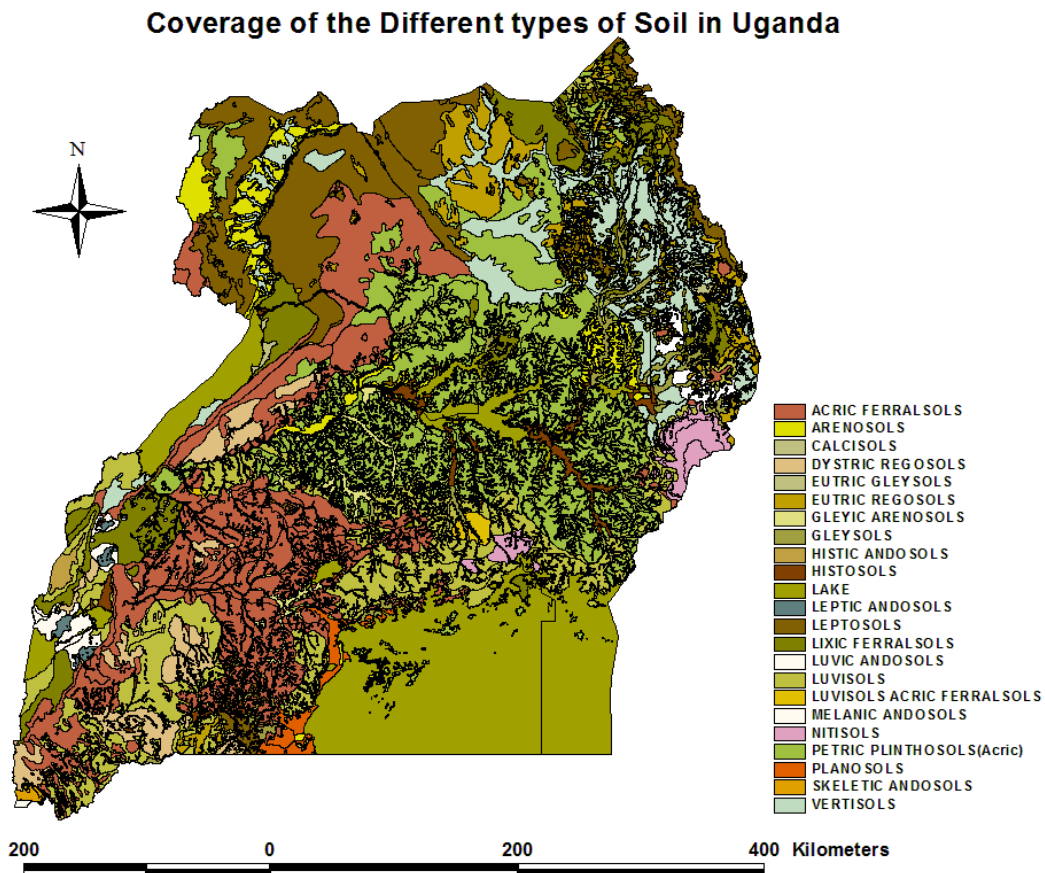 Coverage of the Different types of Soil in Uganda
N
ACRIC FERRALSOLS
ARENOSOLS
CALCISOLS
DYSTRIC REGOSOLS
EUTRIC GLEYSOLS
EUTRIC REGOSOLS
GLEYIC ARENOSOLS
GLEYSOLS
HISTIC ANDOSOLS
HISTOSOLS
LAKE
LEPTIC ANDOSOLS
LEPTOSOLS
LIXIC FERRALSOLS
LUVIC ANDOSOLS
LUVISOLS
LUVISOLS ACRIC FERRALSOLS
MELANIC ANDOSOLS
NITISOLS
PETRIC PLINTHOSOLS(Acric)
PLANOSOLS
SKELETIC ANDOSOLS
VERTISOLS
200 0 200 400 Kilometers